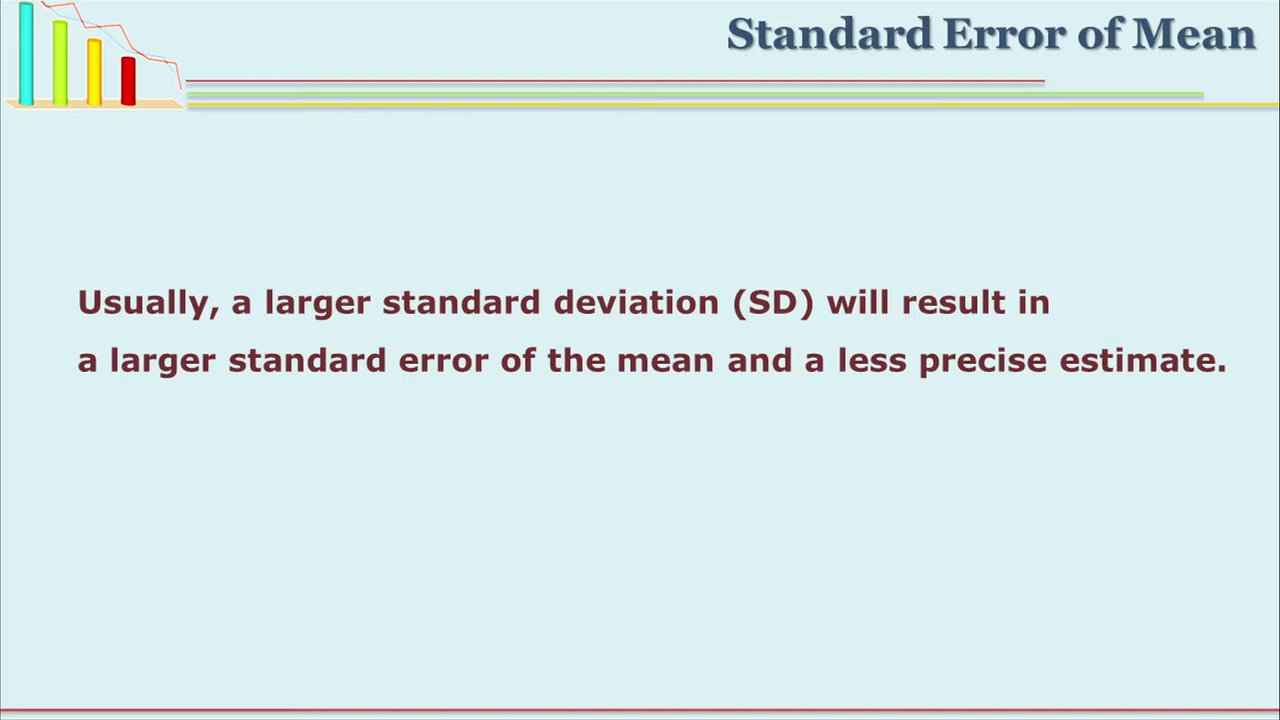 Standard Error of Mean
Usually, a larger standard deviation (SD) will result in
a larger standard error of the mean and a less precise estimate.